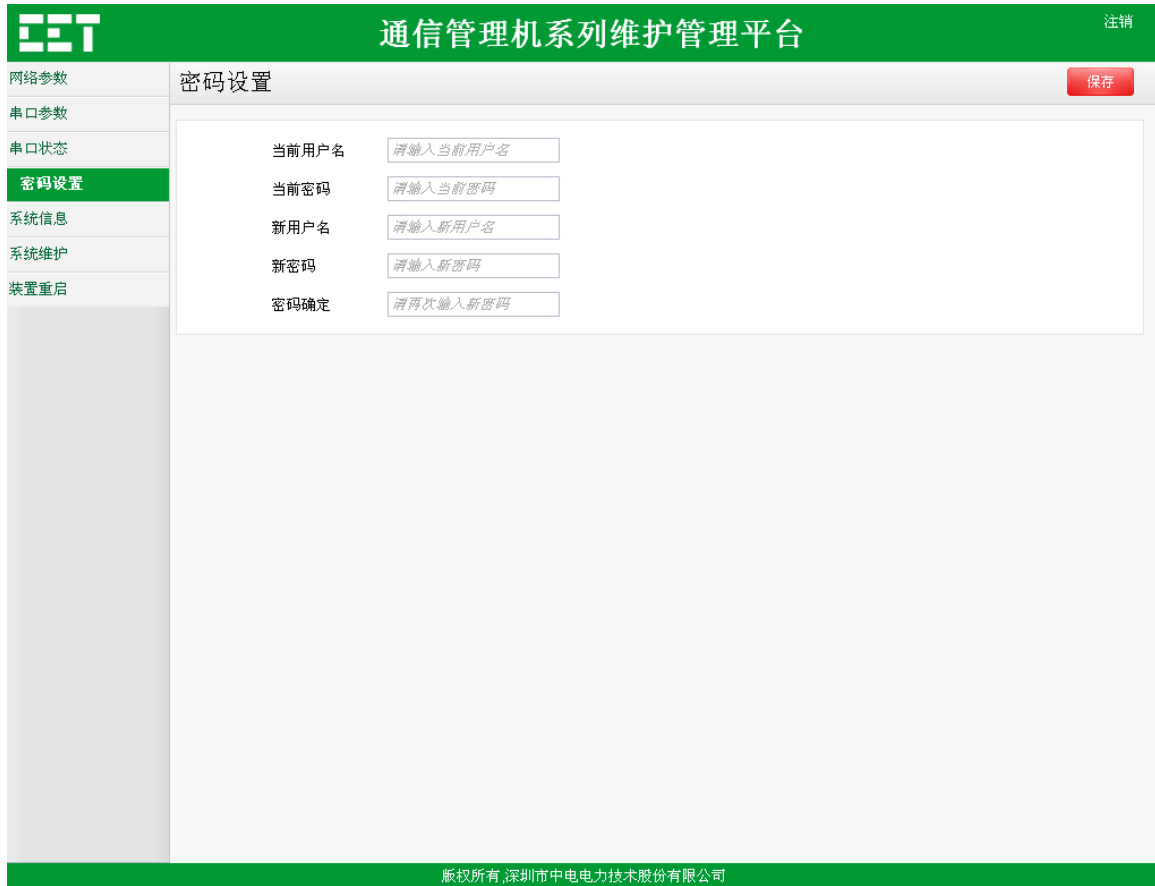 CET
通信管理机系列维护管理平台
注销
网络参数
串口参数
串口状态
密码设置
系统信息
系统维护
装置重启
密码设置
保存
当前用户名 请输入当前用户名
当前密码 请输入当前密码
新用户名 请输入新用户名
新密码 请输入新密码
密码确定 请再次输入新密码
版权所有,深圳市中电电力技术股份有限公司